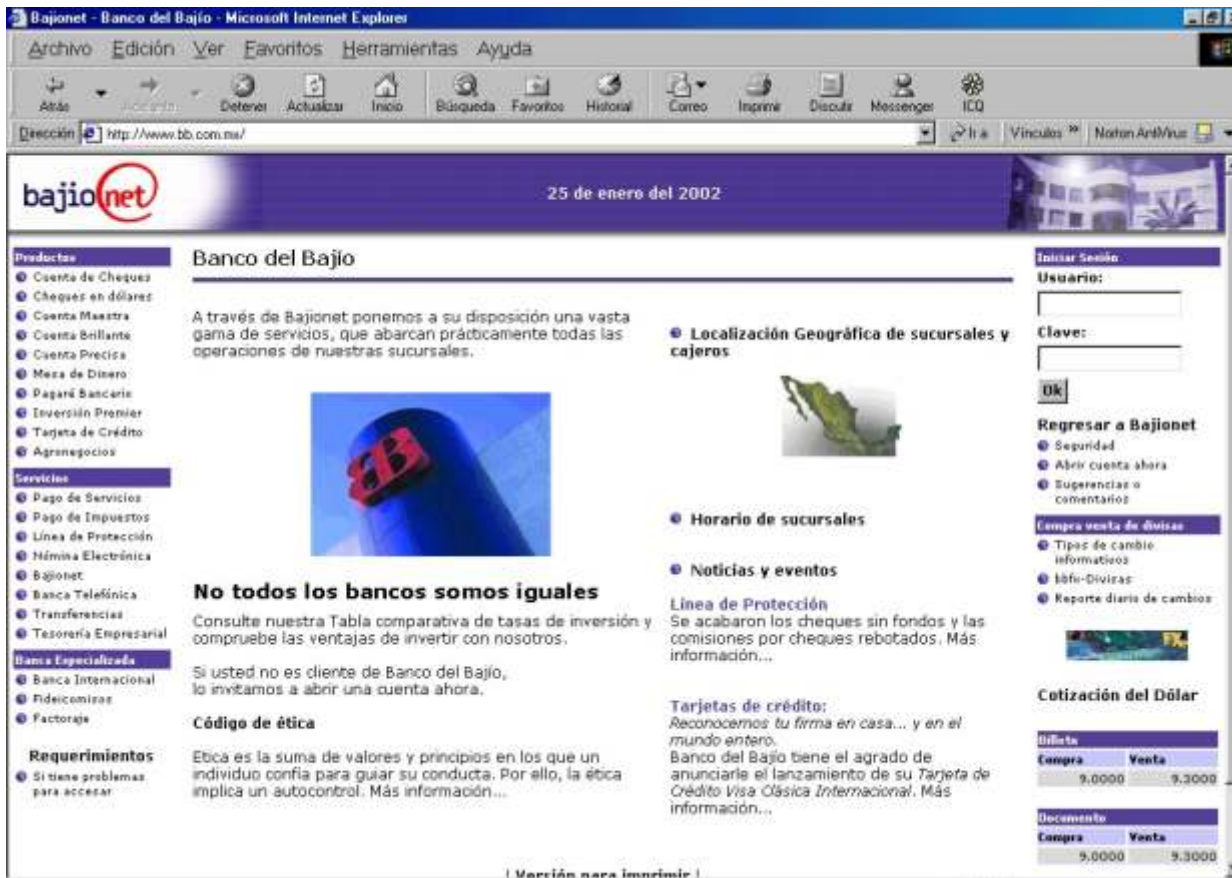 Bajionet - Banco del Bajío - Microsoft Internet Explorer
Archivo Edición Ver Favoritos Herramientas Ayuda
Atrás Detener Actualizar Inicio Búsqueda Favoritos Historial Correo Imprimir Discutir Messenger ICQ
Dirección http://www.bb.com.mx/ Ir a Vínculos Norton AntiVirus
bajionet
25 de enero del 2002
Productos
Cuenta de Cheques
Cheques en dólares
Cuenta Maestra
Cuenta Brillante
Cuenta Precisa
Mesa de Dinero
Pagaré Bancario
Inversión Premier
Tarjeta de Crédito
Agronegocios
Servicios
Pago de Servicios
Pago de Impuestos
Línea de Protección
Nómina Electrónica
Bajionet
Banca Telefónica
Transferencias
Tesorería Empresarial
Banca Especializada
Banca Internacional
Fideicomisos
Factoraje
Requerimientos
Si tiene problemas
para accesar
Banco del Bajío
A través de Bajionet ponemos a su disposición una vasta
gama de servicios, que abarcan prácticamente todas las
operaciones de nuestras sucursales.
No todos los bancos somos iguales
Consulte nuestra Tabla comparativa de tasas de inversión y
compruebe las ventajas de invertir con nosotros.
Si usted no es cliente de Banco del Bajío,
lo invitamos a abrir una cuenta ahora.
Código de ética
Etica es la suma de valores y principios en los que un
individuo confía para guiar su conducta. Por ello, la ética
implica un autocontrol. Más información...
Localización Geográfica de sucursales y
cajeros
Horario de sucursales
Noticias y eventos
Línea de Protección
Se acabaron los cheques sin fondos y las
comisiones por cheques rebotados. Más
información...
Tarjetas de crédito:
Reconocemos tu firma en casa... y en el
mundo entero.
Banco del Bajío tiene el agrado de
anunciarle el lanzamiento de su Tarjeta de
Crédito Visa Clásica Internacional. Más
información...
| Versión para imprimir |
Iniciar Sesión
Usuario:
Clave:
Ok
Regresar a Bajionet
Seguridad
Abrir cuenta ahora
Sugerencias o
comentarios
Compra venta de divisas
Tipos de cambio
informativos
bbfx-Divisas
Reporte diario de cambios
Cotización del Dólar
Billete
Compra Venta
9.0000 9.3000
Documento
Compra Venta
9.0000 9.3000